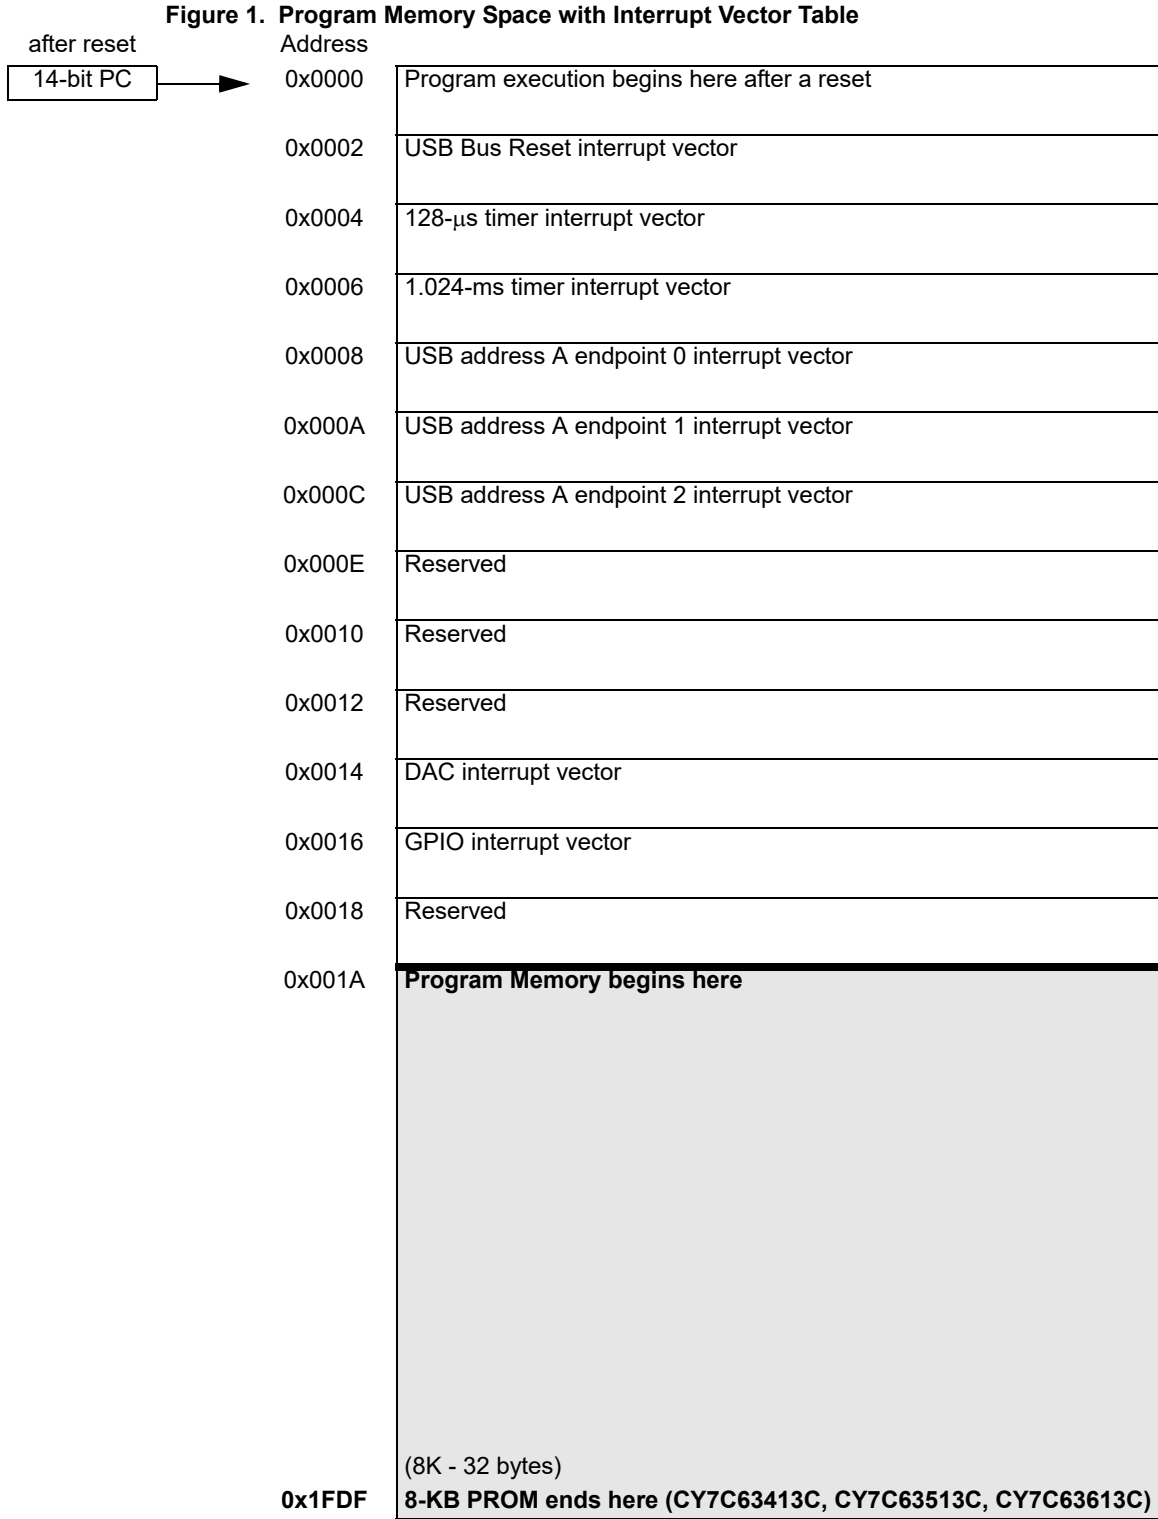 Figure 1. Program Memory Space with Interrupt Vector Table
after reset Address
14-bit PC 0x0000 Program execution begins here after a reset
0x0002 USB Bus Reset interrupt vector
0x0004 128-μs timer interrupt vector
0x0006 1.024-ms timer interrupt vector
0x0008 USB address A endpoint 0 interrupt vector
0x000A USB address A endpoint 1 interrupt vector
0x000C USB address A endpoint 2 interrupt vector
0x000E Reserved
0x0010 Reserved
0x0012 Reserved
0x0014 DAC interrupt vector
0x0016 GPIO interrupt vector
0x0018 Reserved
0x001A Program Memory begins here
(8K - 32 bytes)
0x1FDF 8-KB PROM ends here (CY7C63413C, CY7C63513C, CY7C63613C)